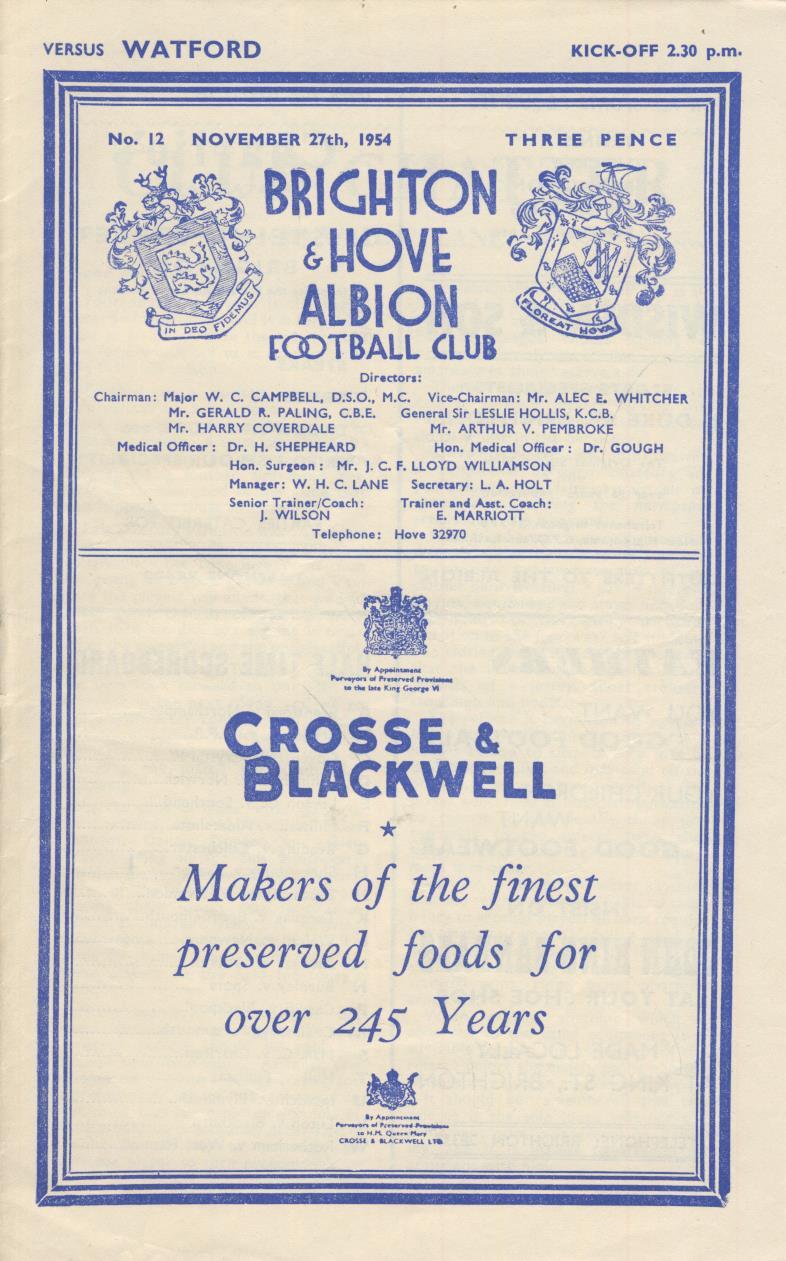 VERSUS WATFORD
KICK-OFF 2.30 p.m.
No. 12 NOVEMBER 27th, 1954 THREE PENCE
BRIGHTON
& HOVE
ALBION
FOOTBALL CLUB
IN DEO FIDEMUS
FLOREAT HOVA
Directors:
Chairman: Major W. C. CAMPBELL, D.S.O., M.C. Vice-Chairman: Mr. ALEC E. WHITCHER
Mr. GERALD R. PALING, C.B.E. General Sir LESLIE HOLLIS, K.C.B.
Mr. HARRY COVERDALE Mr. ARTHUR V. PEMBROKE
Medical Officer: Dr. H. SHEPHEARD Hon. Medical Officer: Dr. GOUGH
Hon. Surgeon: Mr. J. C. F. LLOYD WILLIAMSON
Manager: W. H. C. LANE Secretary: L. A. HOLT
Senior Trainer/Coach: Trainer and Asst. Coach:
J. WILSON E. MARRIOTT
Telephone: Hove 32970
By Appointment
Purveyors of Preserved Provisions
to the late King George VI
CROSSE &
BLACKWELL
Makers of the finest
preserved foods for
over 245 Years
By Appointment
Purveyors of Preserved Provisions
to H.M. Queen Mary
CROSSE & BLACKWELL LTD.